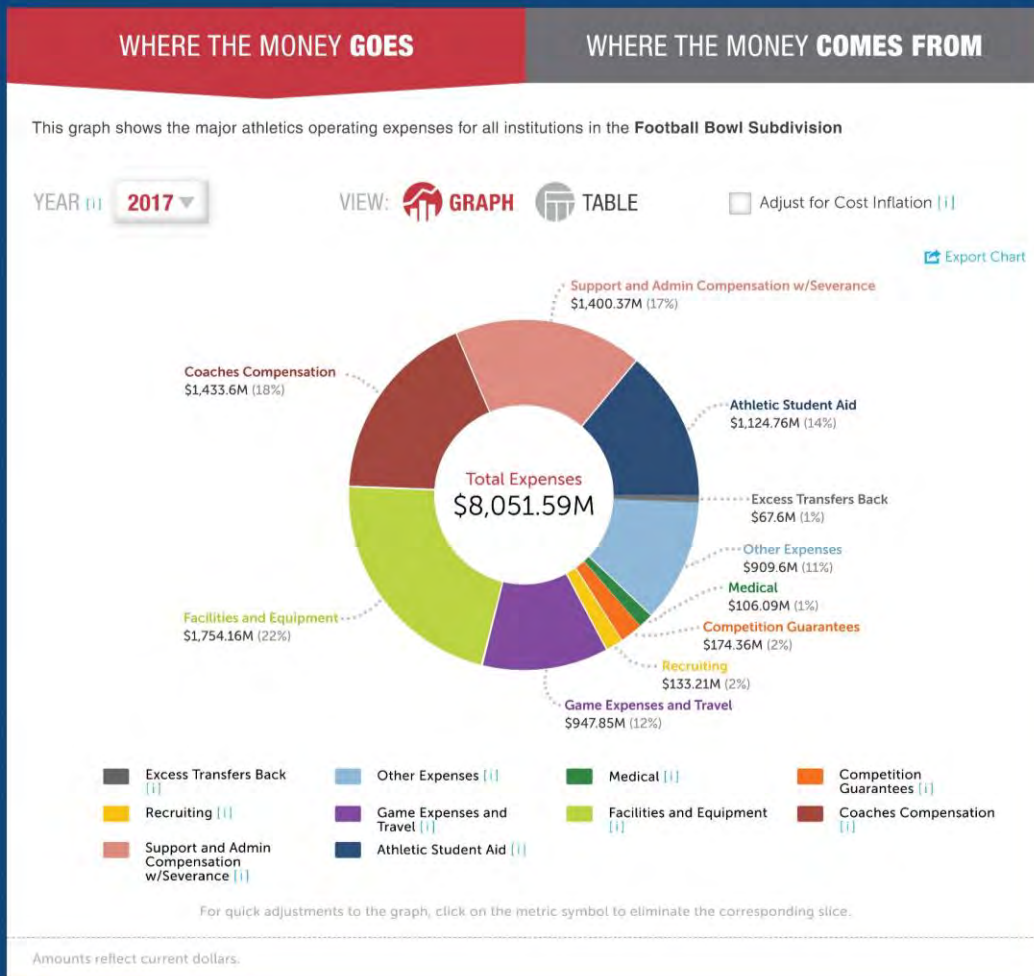 WHERE THE MONEY GOES
WHERE THE MONEY COMES FROM
This graph shows the major athletics operating expenses for all institutions in the Football Bowl Subdivision
YEAR [i] 2017
VIEW: GRAPH TABLE
Adjust for Cost Inflation [i]
Export Chart
Support and Admin Compensation w/Severance
$1,400.37M (17%)
Coaches Compensation
$1,433.6M (18%)
Athletic Student Aid
$1,124.76M (14%)
Total Expenses
$8,051.59M
Excess Transfers Back
$67.6M (1%)
Other Expenses
$909.6M (11%)
Medical
$106.09M (1%)
Facilities and Equipment
$1,754.16M (22%)
Competition Guarantees
$174.36M (2%)
Recruiting
$133.21M (2%)
Game Expenses and Travel
$947.85M (12%)
Excess Transfers Back
[i]
Other Expenses [i]
Medical [i]
Competition
Guarantees [i]
Recruiting [i]
Game Expenses and
Travel [i]
Facilities and Equipment
[i]
Coaches Compensation
[i]
Support and Admin
Compensation
w/Severance [i]
Athletic Student Aid [i]
For quick adjustments to the graph, click on the metric symbol to eliminate the corresponding slice.
Amounts reflect current dollars.